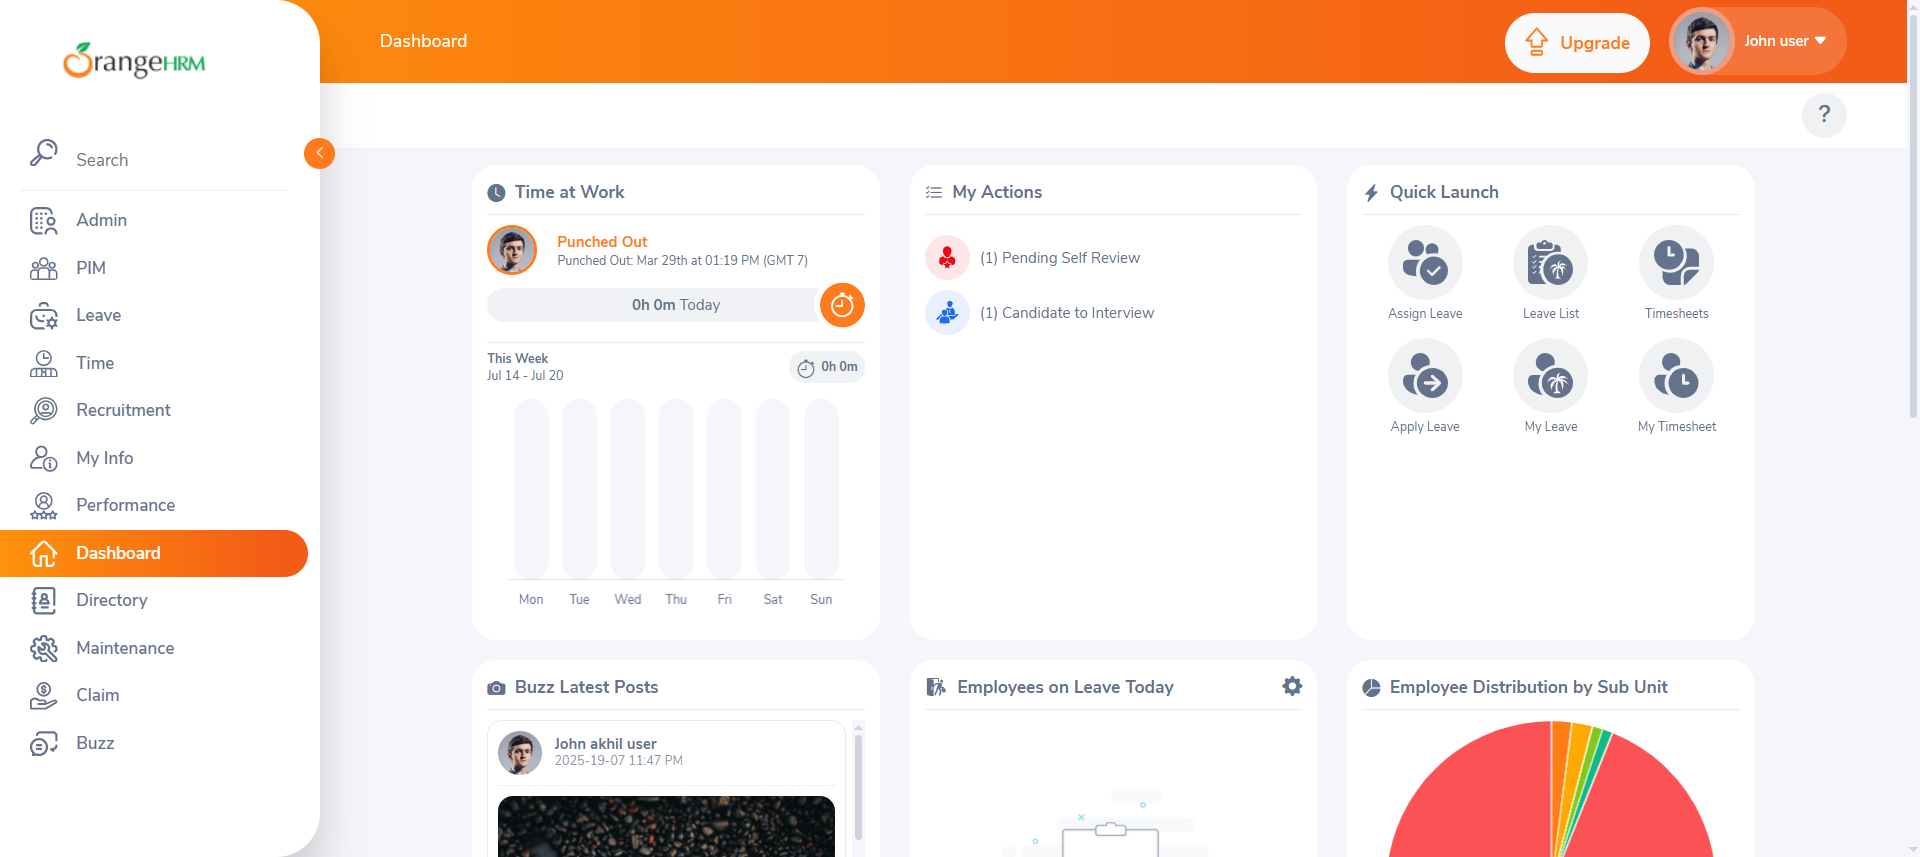 OrangeHRM
Search
Admin
PIM
Leave
Time
Recruitment
My Info
Performance
Dashboard
Directory
Maintenance
Claim
Buzz
Dashboard
Upgrade
John user
?
Time at Work
Punched Out
Punched Out: Mar 29th at 01:19 PM (GMT 7)
0h 0m Today
This Week
Jul 14 - Jul 20
0h 0m
Mon Tue Wed Thu Fri Sat Sun
My Actions
(1) Pending Self Review
(1) Candidate to Interview
Quick Launch
Assign Leave
Leave List
Timesheets
Apply Leave
My Leave
My Timesheet
Buzz Latest Posts
John akhil user
2025-19-07 11:47 PM
Employees on Leave Today
Employee Distribution by Sub Unit